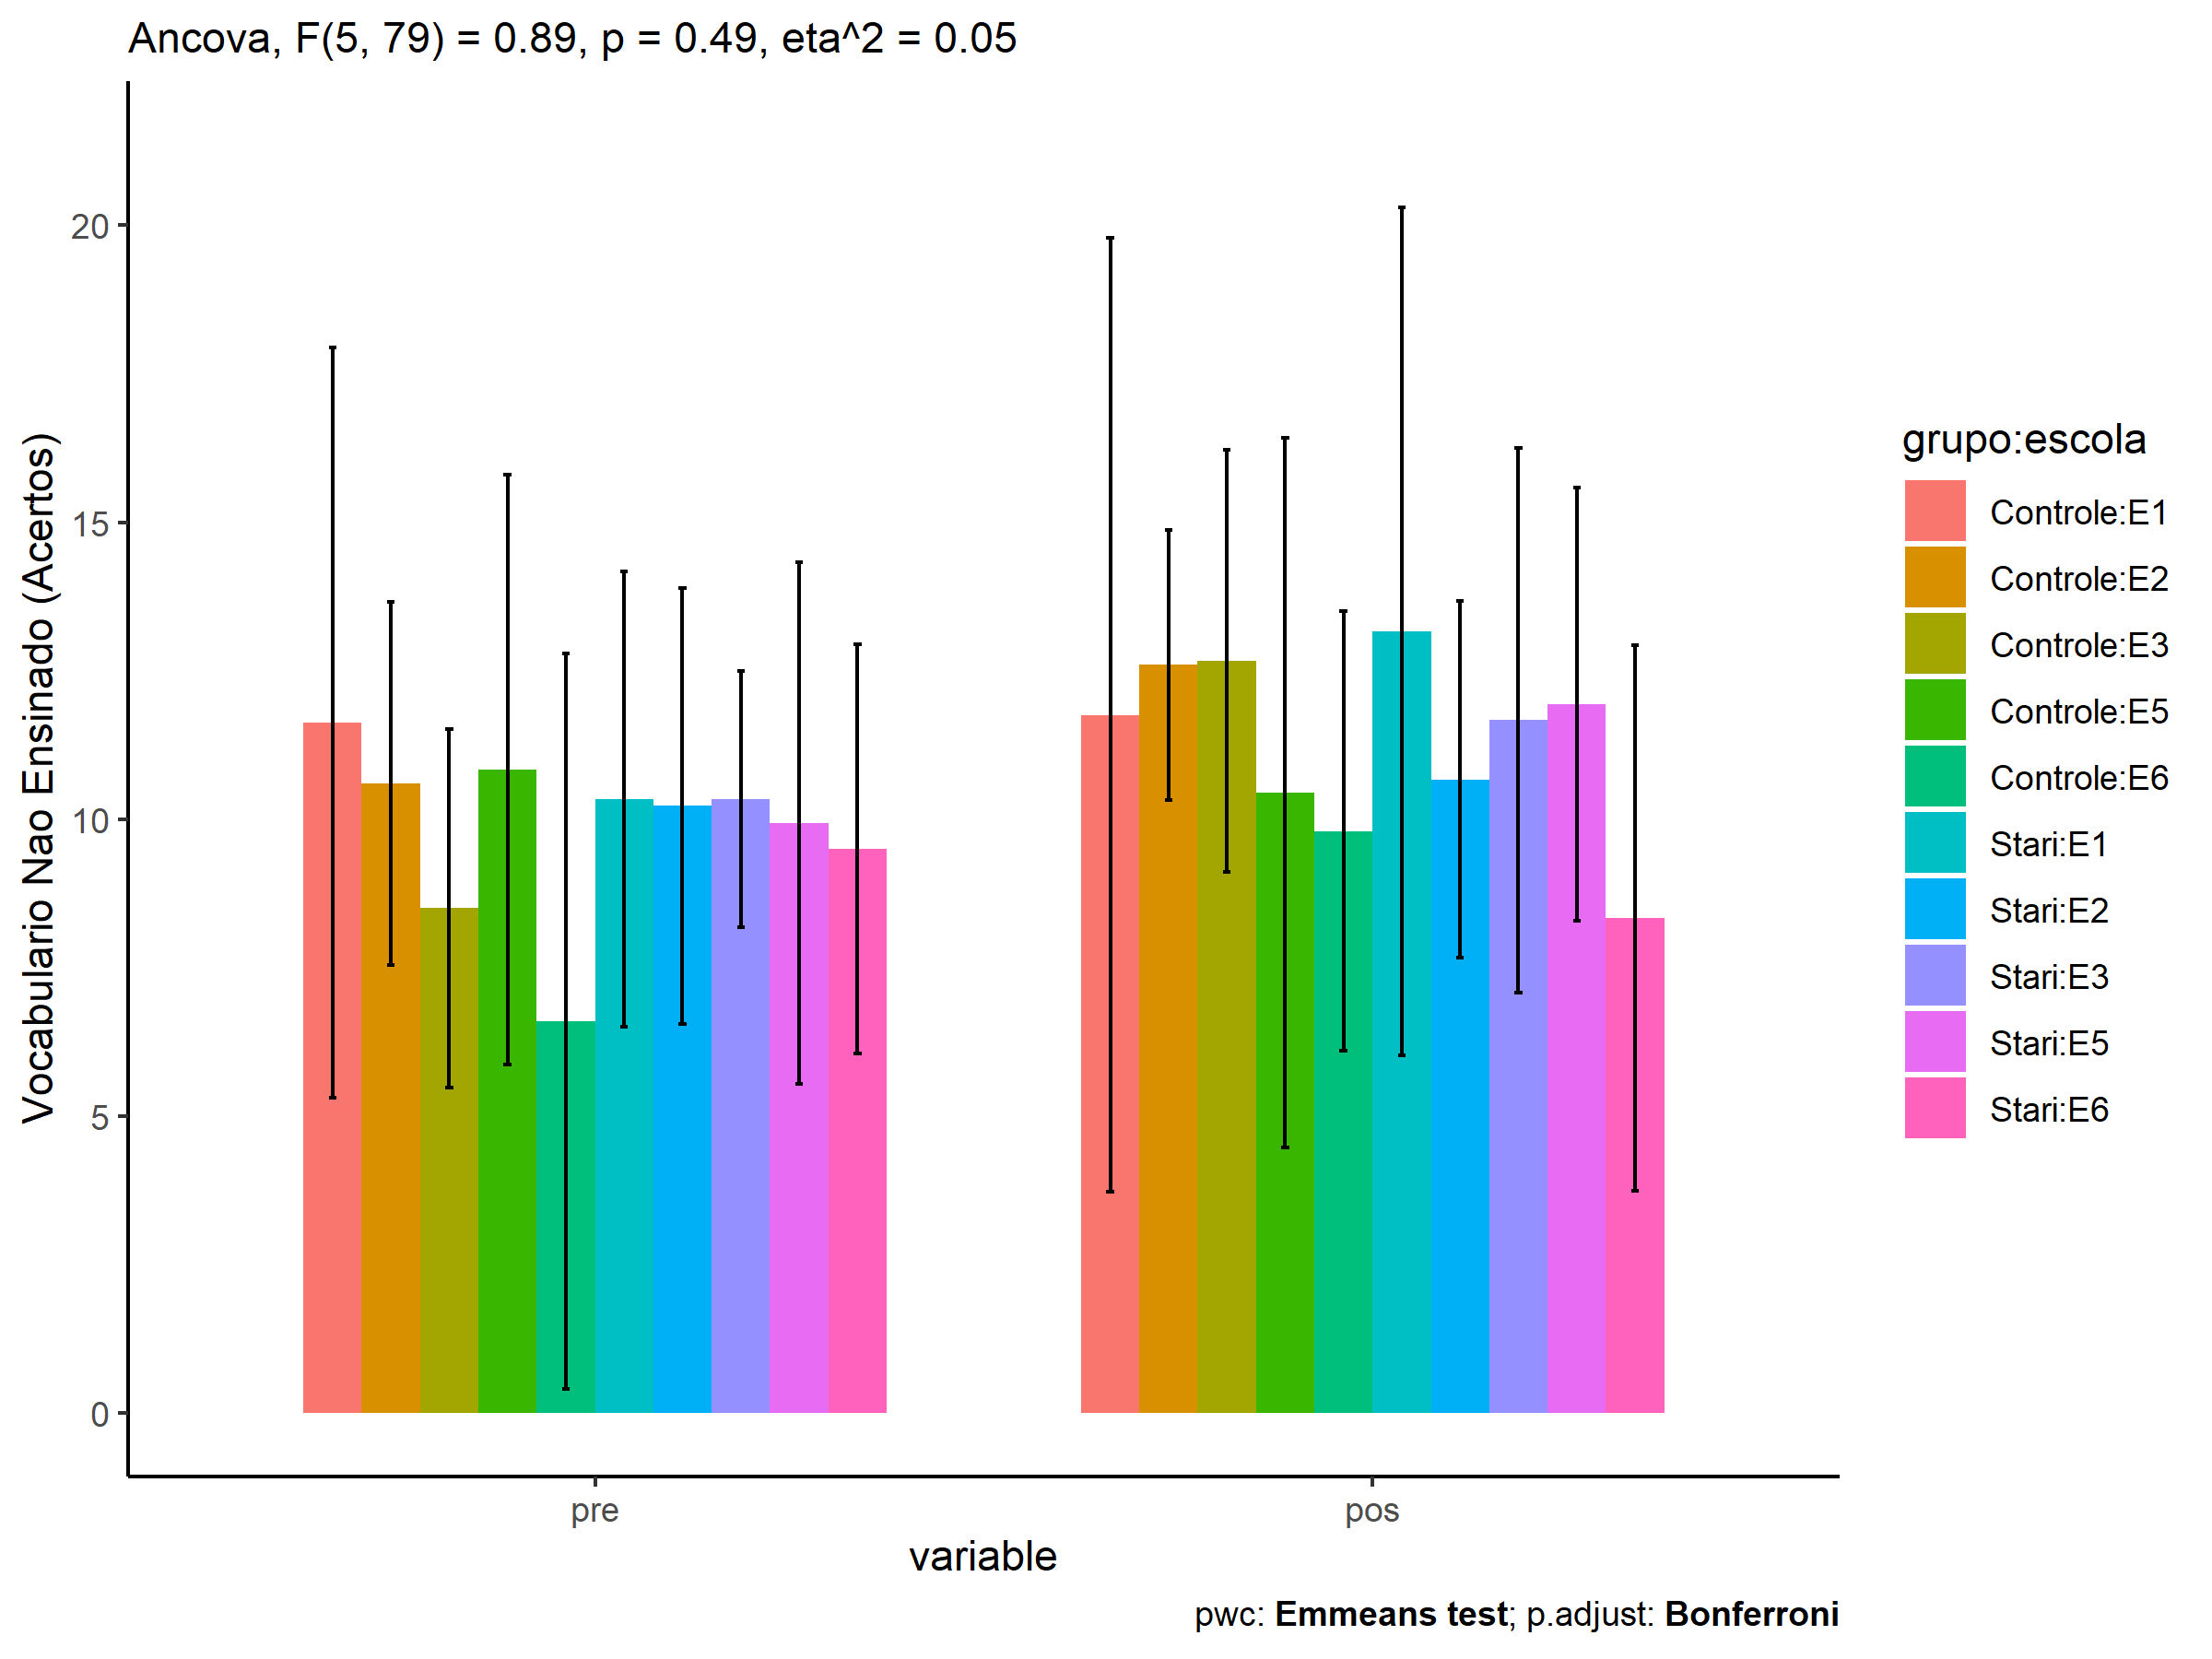 Ancova, F(5, 79) = 0.89, p = 0.49, eta^2 = 0.05
Vocabulario Nao Ensinado (Acertos)
20
15
10
5
0
pre
pos
variable
grupo:escola
Controle:E1
Controle:E2
Controle:E3
Controle:E5
Controle:E6
Stari:E1
Stari:E2
Stari:E3
Stari:E5
Stari:E6
pwc: Emmeans test; p.adjust: Bonferroni